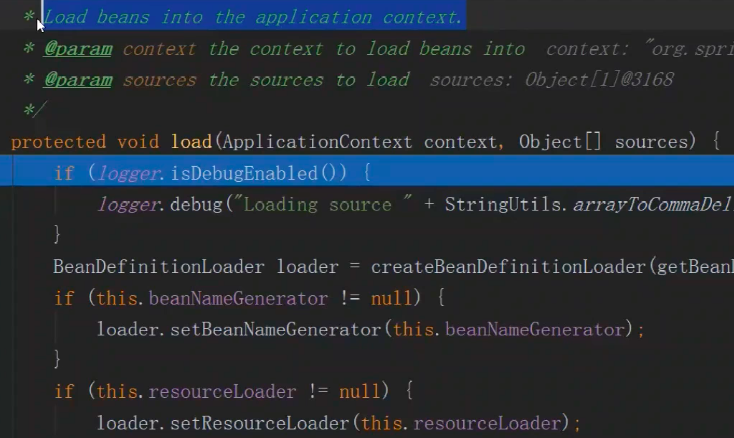 * Load beans into the application context.
* @param context the context to load beans into context: "org.spri
* @param sources the sources to load sources: Object[1]@3168
*/
protected void load(ApplicationContext context, Object[] sources) {
if (logger.isDebugEnabled()) {
logger.debug("Loading source " + StringUtils.arrayToCommaDel
}
BeanDefinitionLoader loader = createBeanDefinitionLoader(getBean
if (this.beanNameGenerator != null) {
loader.setBeanNameGenerator(this.beanNameGenerator);
}
if (this.resourceLoader != null) {
loader.setResourceLoader(this.resourceLoader);